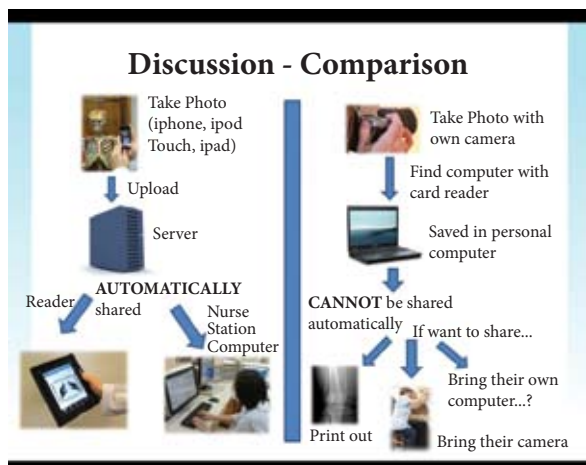 Discussion - Comparison
Take Photo
(iphone, ipod
Touch, ipad)
Upload
Server
AUTOMATICALLY
shared
Reader
Nurse
Station
Computer
Take Photo with
own camera
Find computer with
card reader
Saved in personal
computer
CANNOT be shared
automatically
If want to share...
Print out
Bring their own
computer...?
Bring their camera